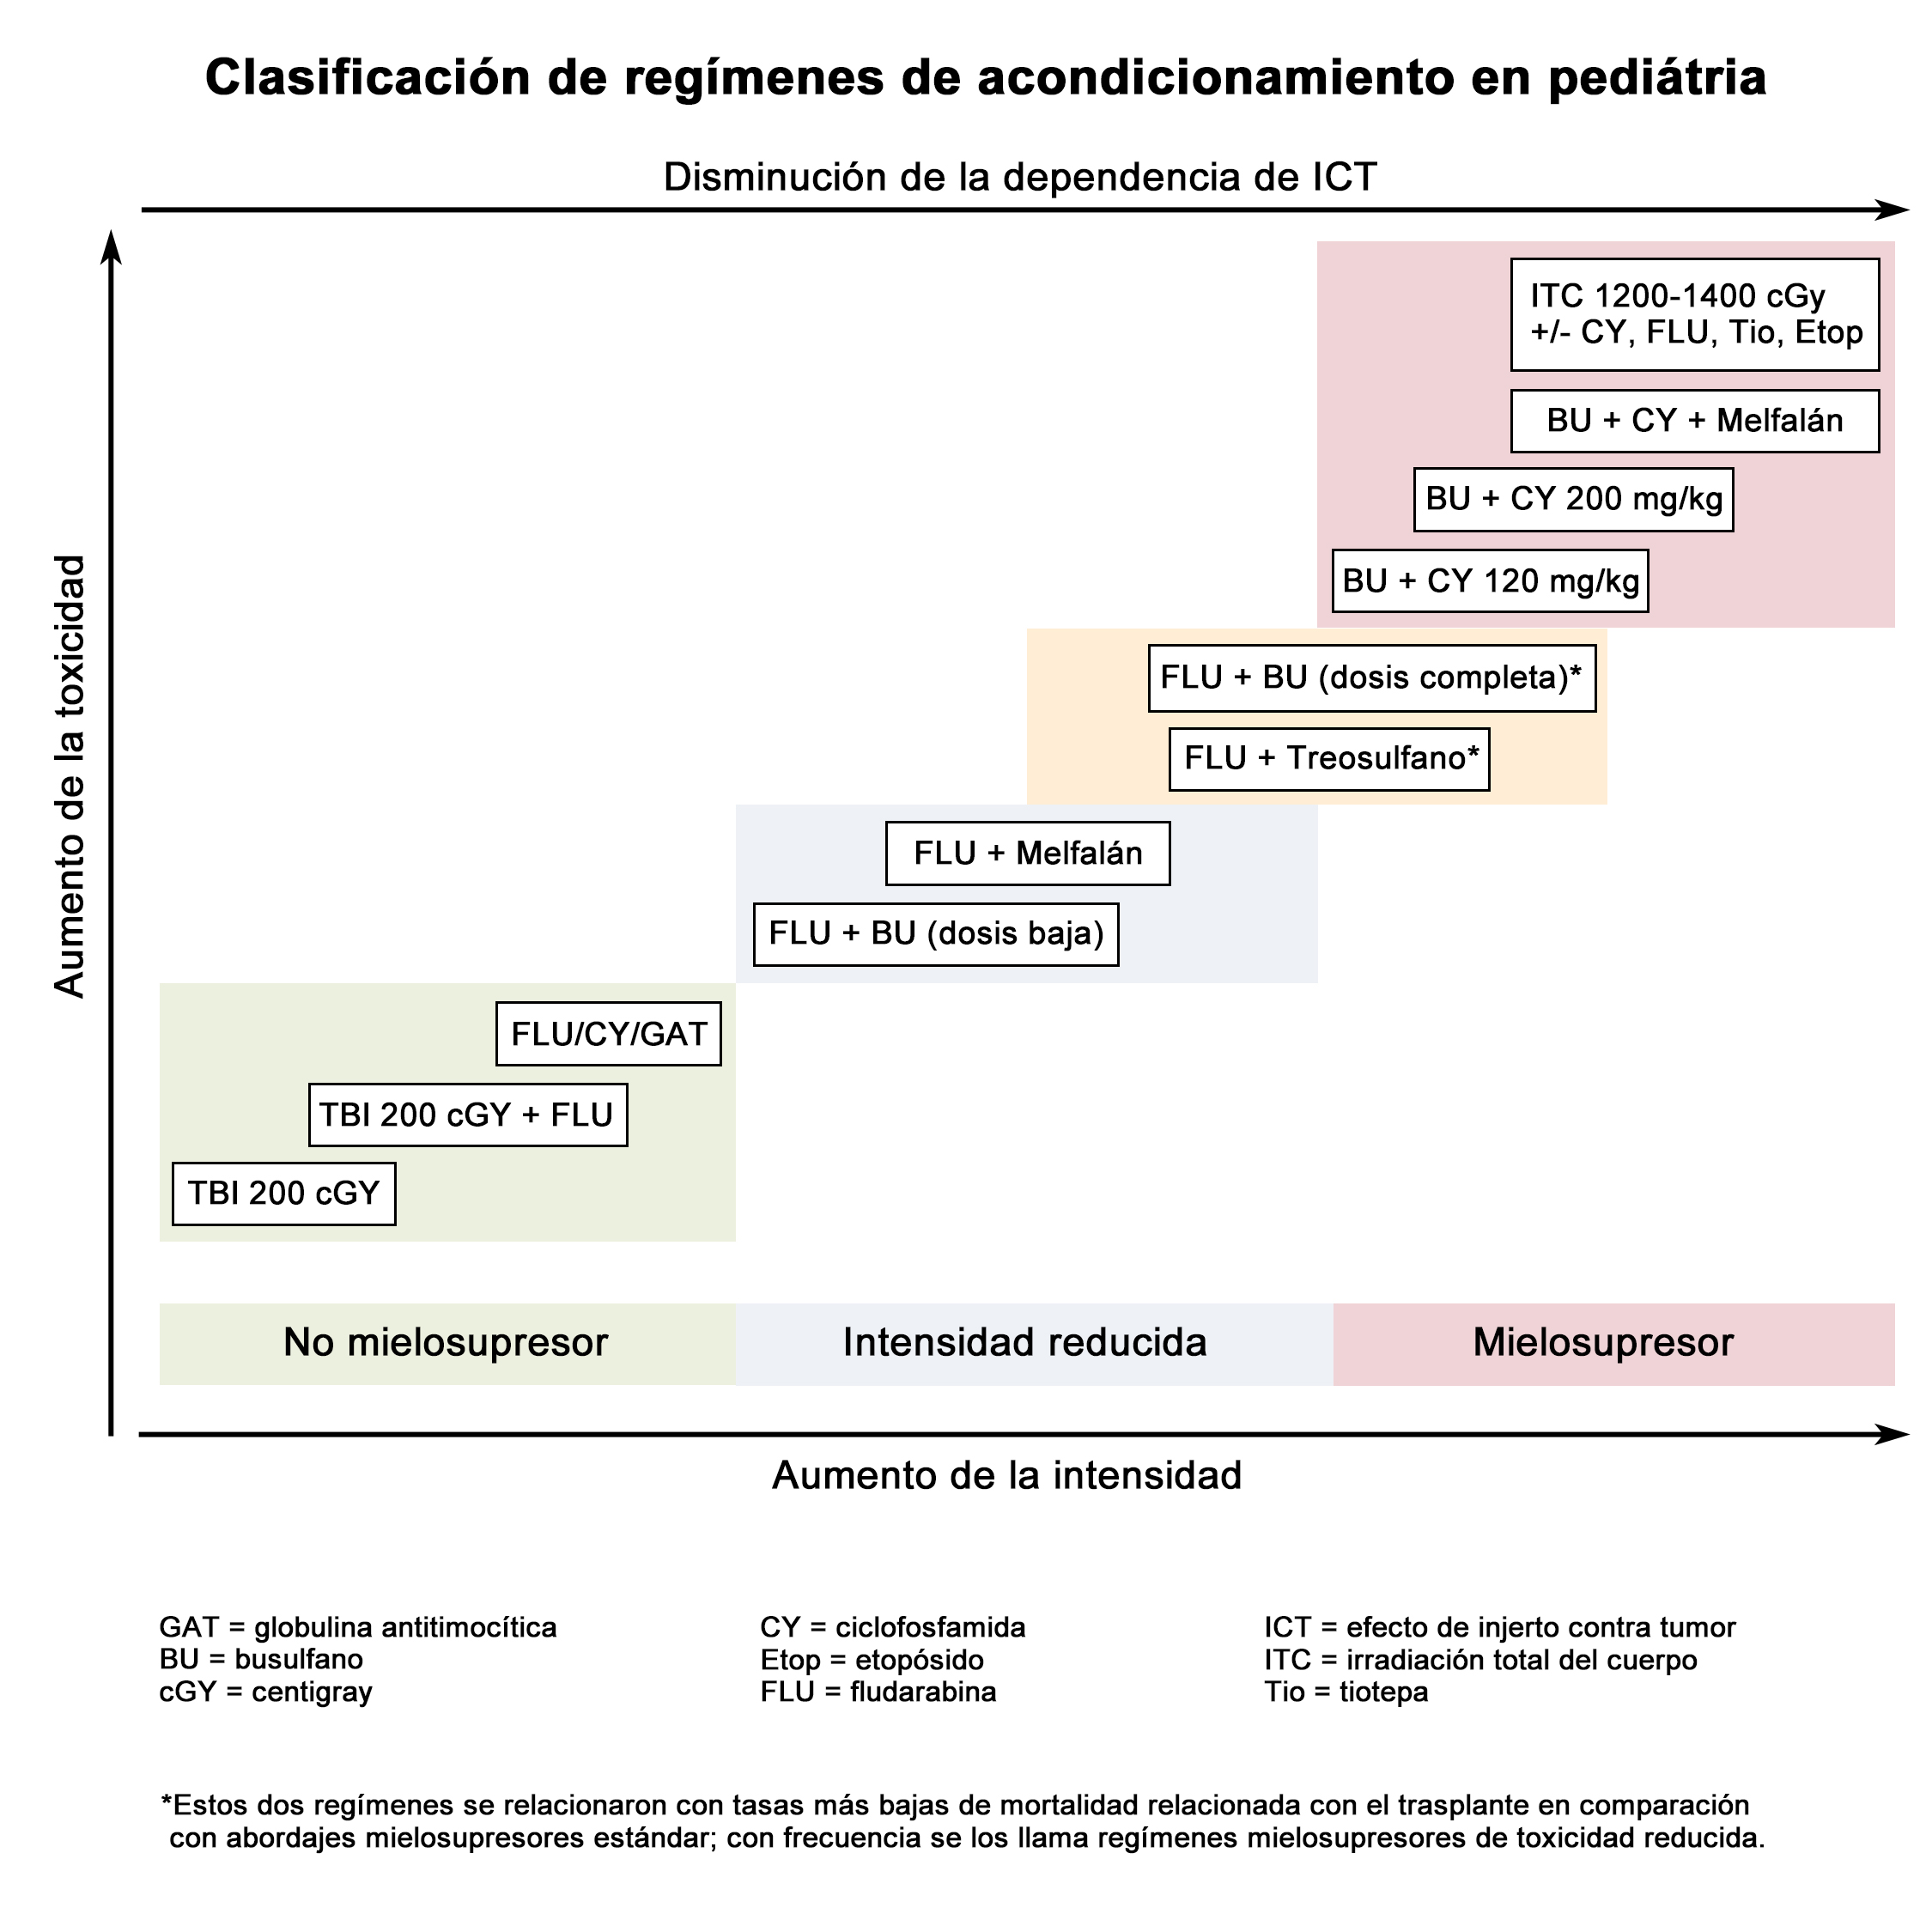 Clasificación de regímenes de acondicionamiento en pediátria
Disminución de la dependencia de ICT
Aumento de la toxicidad
ITC 1200-1400 cGy
+/- CY, FLU, Tio, Etop
BU + CY + Melfalán
BU + CY 200 mg/kg
BU + CY 120 mg/kg
FLU + BU (dosis completa)*
FLU + Treosulfano*
FLU + Melfalán
FLU + BU (dosis baja)
FLU/CY/GAT
TBI 200 cGY + FLU
TBI 200 cGY
No mielosupresor
Intensidad reducida
Mielosupresor
Aumento de la intensidad
GAT = globulina antitimocítica
BU = busulfano
cGY = centigray
CY = ciclofosfamida
Etop = etopósido
FLU = fludarabina
ICT = efecto de injerto contra tumor
ITC = irradiación total del cuerpo
Tio = tiotepa
*Estos dos regímenes se relacionaron con tasas más bajas de mortalidad relacionada con el trasplante en comparación
con abordajes mielosupresores estándar; con frecuencia se los llama regímenes mielosupresores de toxicidad reducida.